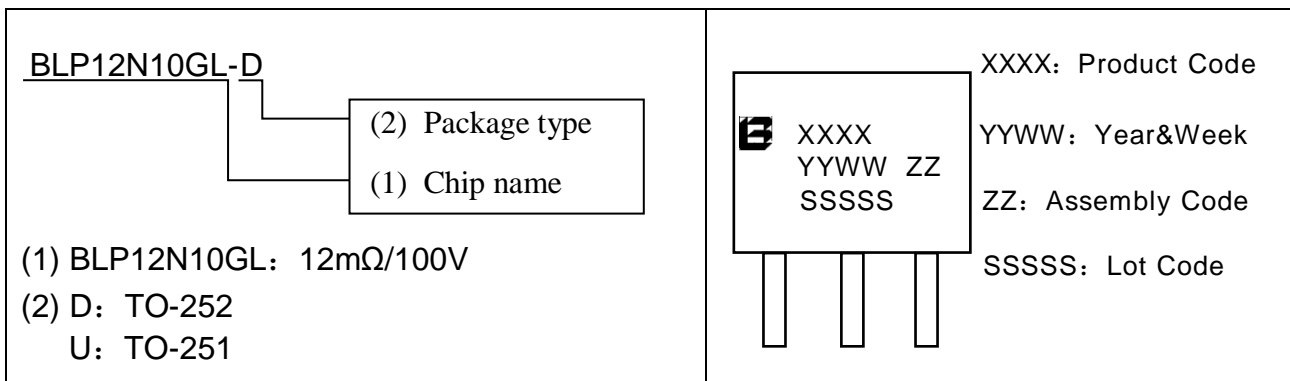 BLP12N10GL-D
(2) Package type
(1) Chip name
(1) BLP12N10GL：12mΩ/100V
(2) D：TO-252
U：TO-251
XXXX
YYWW ZZ
SSSSS
XXXX：Product Code
YYWW：Year&Week
ZZ：Assembly Code
SSSSS：Lot Code